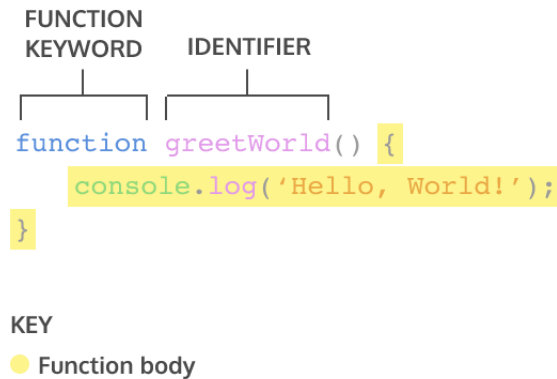 FUNCTION
KEYWORD
IDENTIFIER
function greetWorld() {
console.log(‘Hello, World!’);
}
KEY
Function body